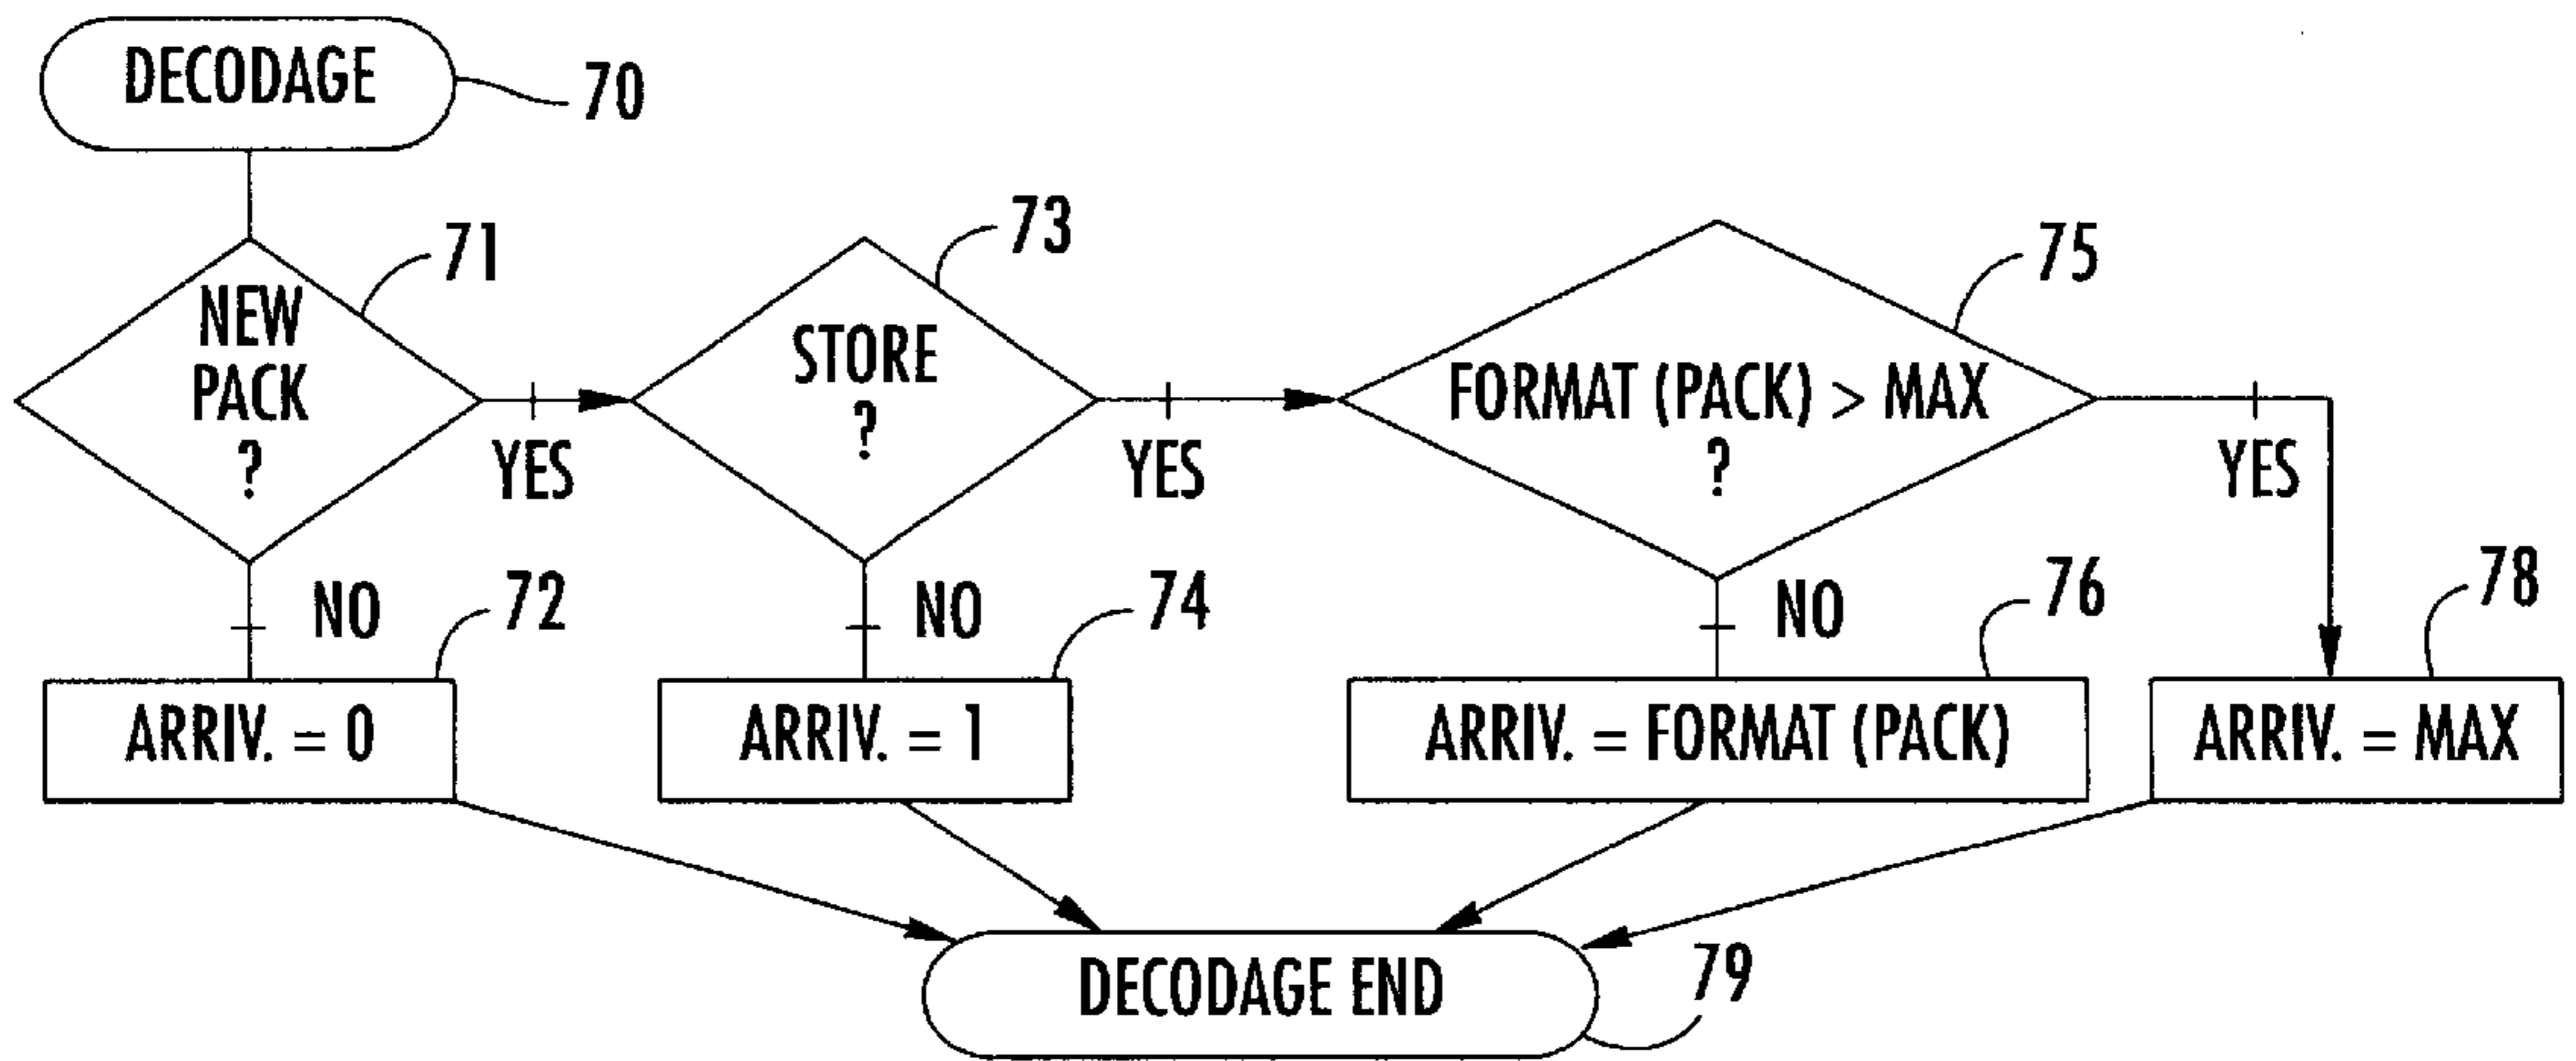 DECODAGE
70
NEW
PACK
?
71
YES
STORE
?
73
YES
FORMAT (PACK) > MAX
?
75
YES
NO
72
NO
74
NO
76
78
ARRIV. = 0
ARRIV. = 1
ARRIV. = FORMAT (PACK)
ARRIV. = MAX
DECODAGE END
79